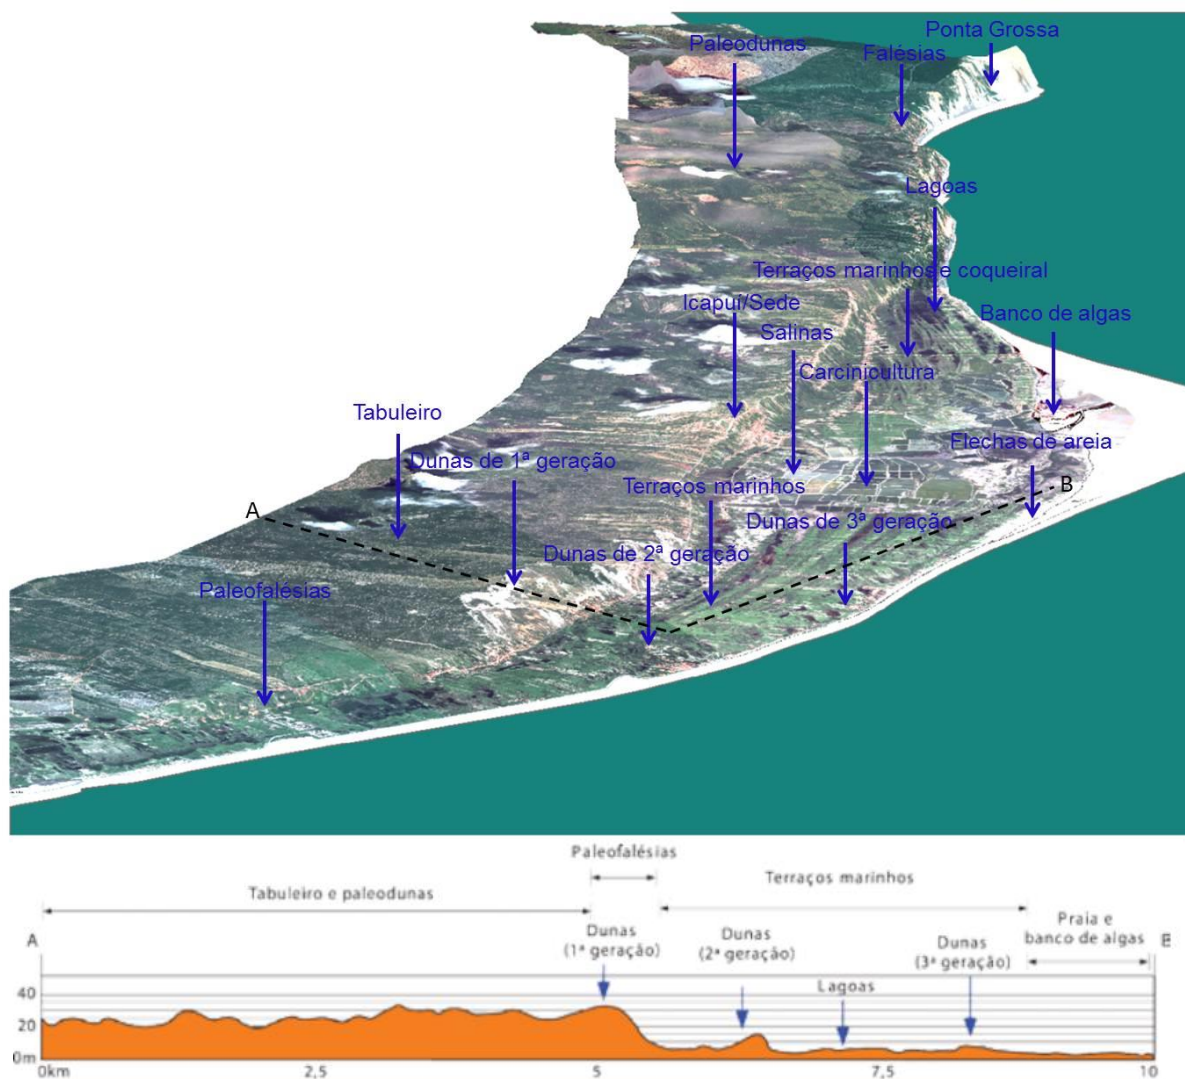 Ponta Grossa
Paleodunas
Falésias
Lagoas
Terraços marinhos e coqueiral
Icapuí/Sede
Banco de algas
Salinas
Carcinicultura
Tabuleiro
Flechas de areia
Dunas de 1ª geração
Terraços marinhos
B
A
Dunas de 3ª geração
Dunas de 2ª geração
Paleofalésias
Paleofalésias
Terraços marinhos
Tabuleiro e paleodunas
Praia e
banco de algas
A
Dunas
(1ª geração)
Dunas
(2ª geração)
Dunas
(3ª geração)
Lagoas
40
20
0m
0km
2,5
5
7,5
10